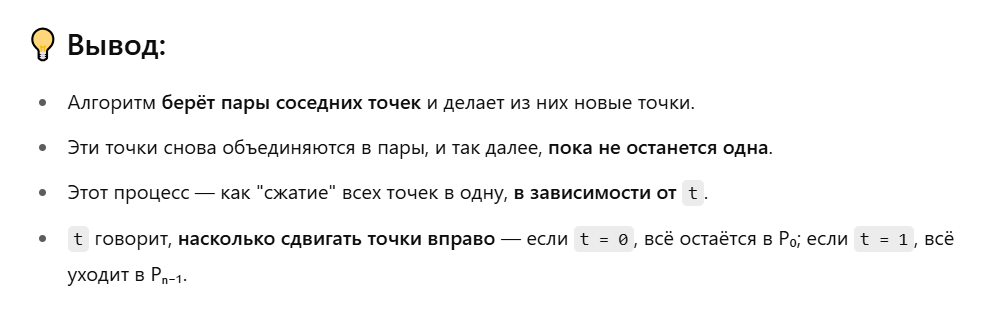 💡 Вывод:
• Алгоритм берёт пары соседних точек и делает из них новые точки.
• Эти точки снова объединяются в пары, и так далее, пока не останется одна.
• Этот процесс — как "сжатие" всех точек в одну, в зависимости от t.
• t говорит, насколько сдвигать точки вправо — если t = 0, всё остаётся в P₀; если t = 1, всё
уходит в Pₙ₋₁.